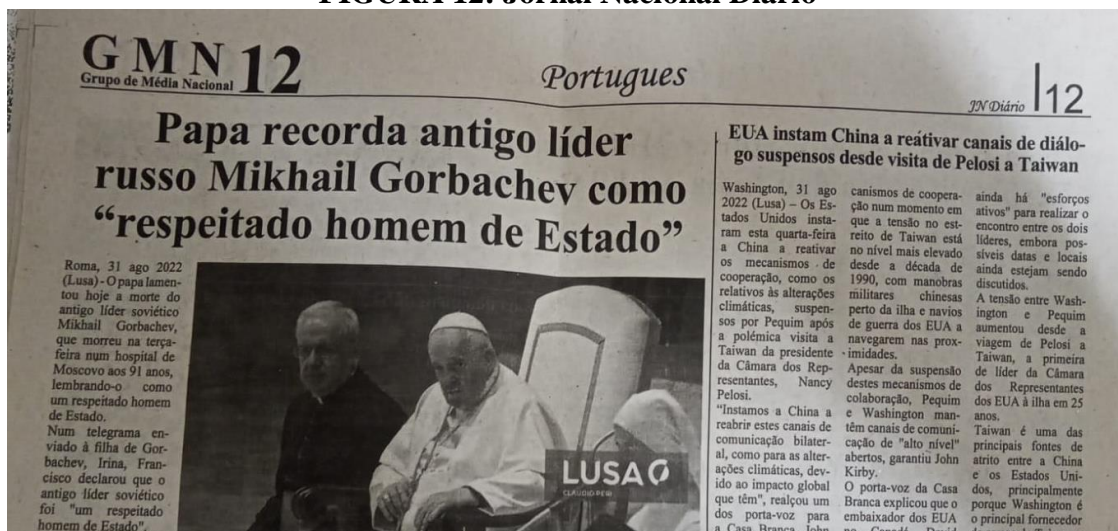 FIGURA 12: Jornal Nacional Diário
G M N 12
Grupo de Média Nacional
Portugues
JN Diário 12
Papa recorda antigo líder
russo Mikhail Gorbachev como
“respeitado homem de Estado”
Roma, 31 ago 2022
(Lusa) - O papa lamen-
tou hoje a morte do
antigo líder soviético
Mikhail Gorbachev,
que morreu na terça-
feira num hospital de
Moscovo aos 91 anos,
lembrando-o como
um respeitado homem
de Estado.
Num telegrama en-
viado à filha de Gor-
bachev, Irina, Fran-
cisco declarou que o
antigo líder soviético
foi "um respeitado
homem de Estado".
LUSA
CLAUDIO PERI
EUA instam China a reátivar canais de diálo-
go suspensos desde visita de Pelosi a Taiwan
Washington, 31 ago
2022 (Lusa) – Os Es-
tados Unidos insta-
ram esta quarta-feira
a China a reativar
os mecanismos de
cooperação, como os
relativos às alterações
climáticas, suspen-
sos por Pequim após
a polémica visita a
Taiwan da presidente
da Câmara dos Rep-
resentantes, Nancy
Pelosi.
"Instamos a China a
reabrir estes canais de
comunicação bilater-
al, como para as alter-
ações climáticas, dev-
ido ao impacto global
que têm", realçou um
dos porta-voz para
a Casa Branca, John
canismos de coopera-
ção num momento em
que a tensão no est-
reito de Taiwan está
no nível mais elevado
desde a década de
1990, com manobras
militares chinesas
perto da ilha e navios
de guerra dos EUA a
navegarem nas prox-
imidades.
Apesar da suspensão
destes mecanismos de
colaboração, Pequim
e Washington man-
têm canais de comuni-
cação de "alto nível"
abertos, garantiu John
Kirby.
O porta-voz da Casa
Branca explicou que o
embaixador dos EUA
ainda há "esforços
ativos" para realizar o
encontro entre os dois
líderes, embora pos-
síveis datas e locais
ainda estejam sendo
discutidos.
A tensão entre Wash-
ington e Pequim
aumentou desde a
viagem de Pelosi a
Taiwan, a primeira
de líder da Câmara
dos Representantes
dos EUA à ilha em 25
anos.
Taiwan é uma das
principais fontes de
atrito entre a China
e os Estados Uni-
dos, principalmente
porque Washington é
o principal fornecedor